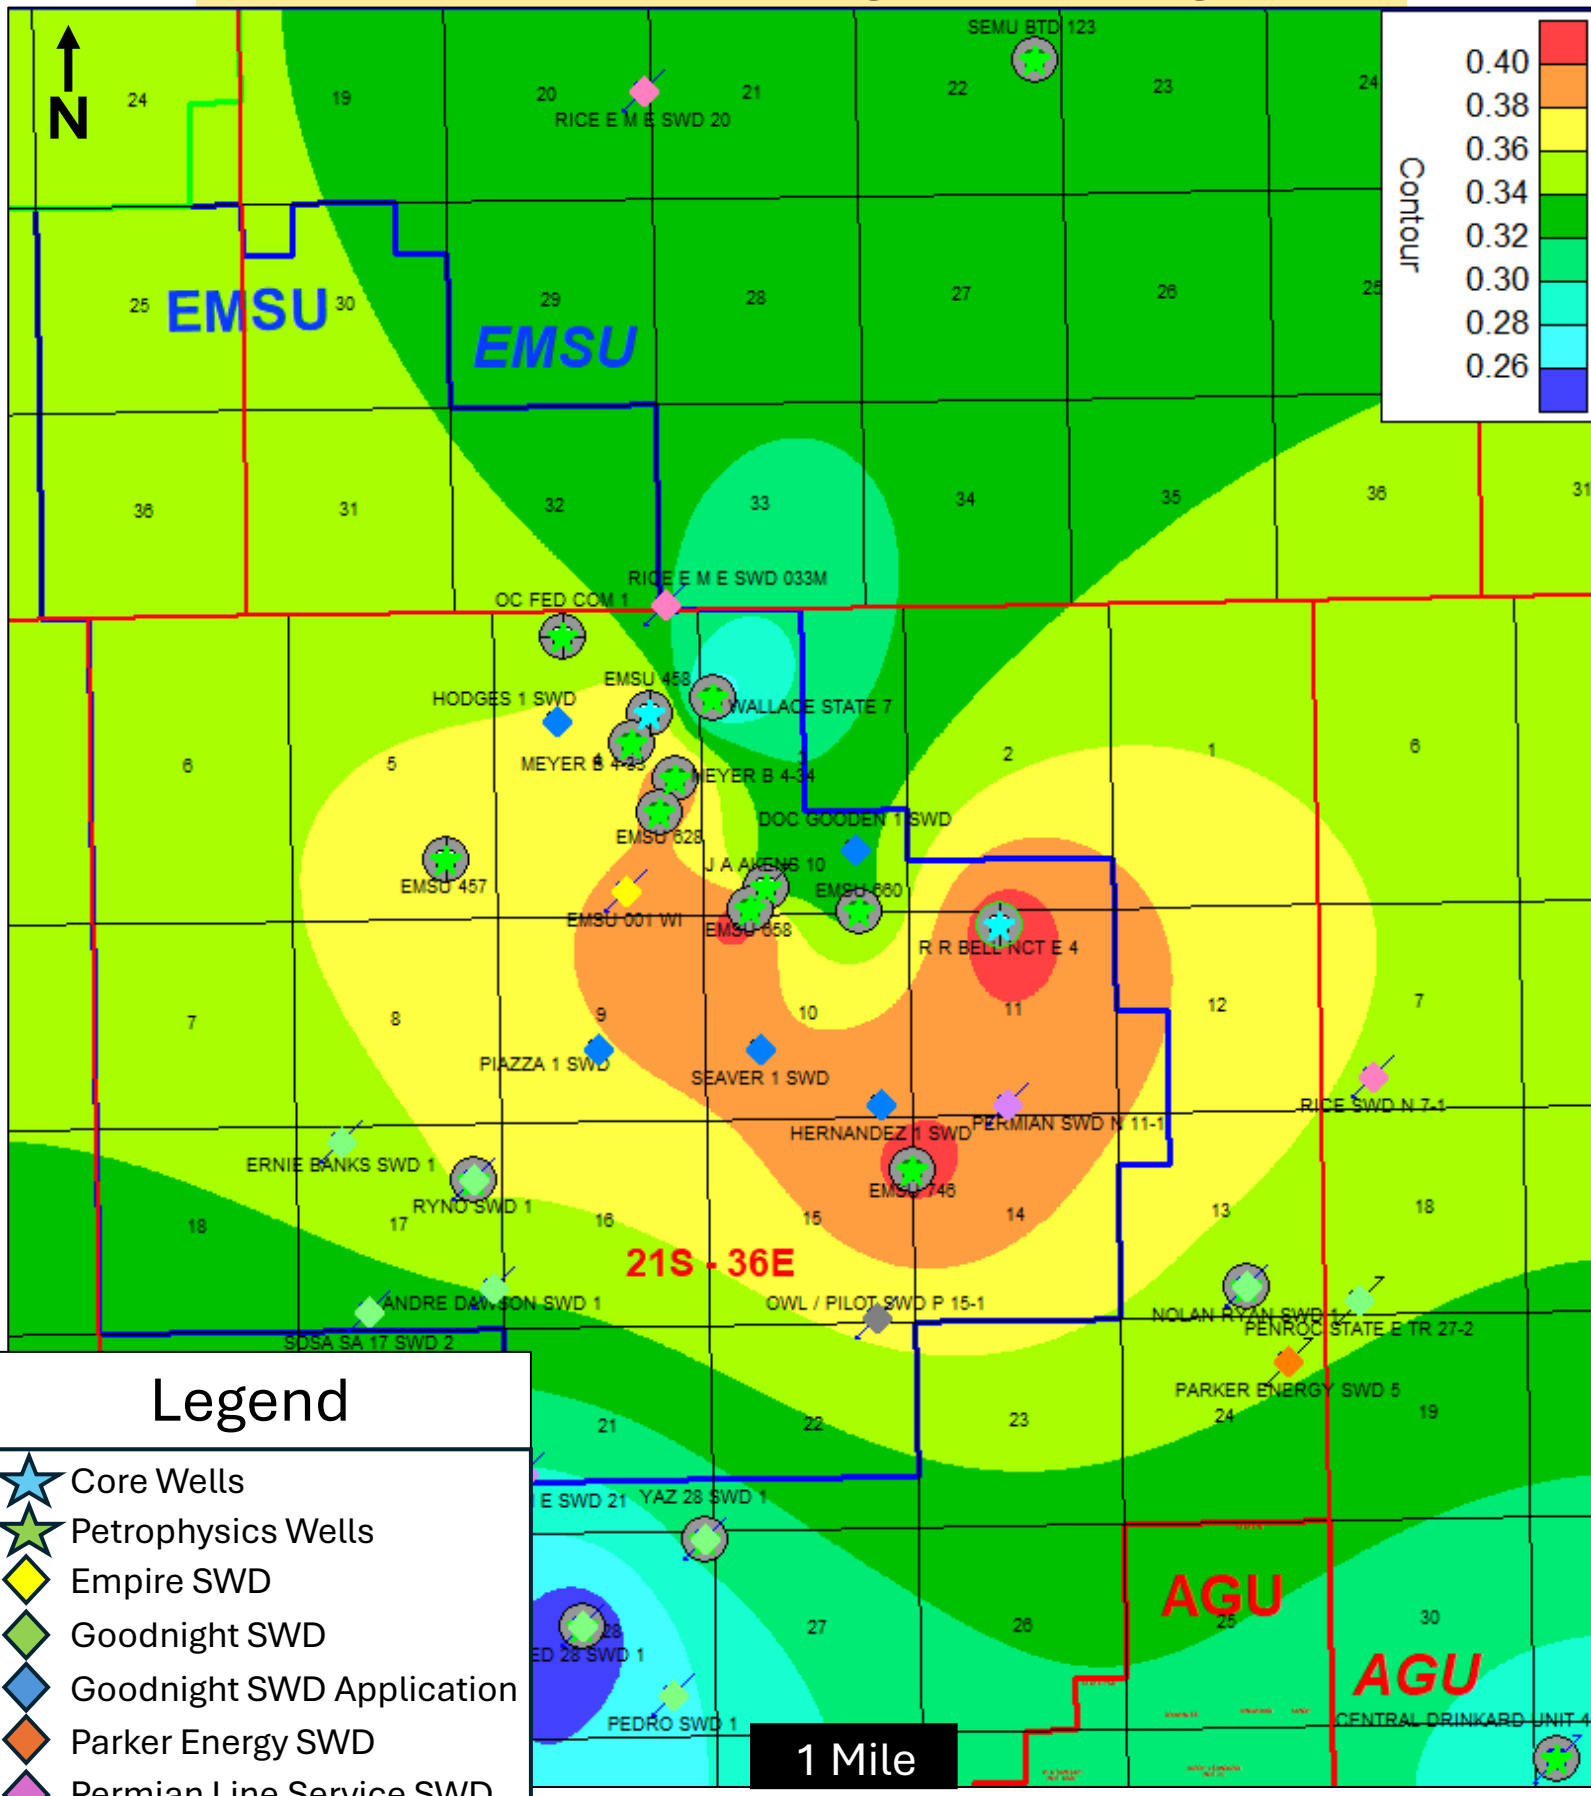 SEMU BTD 123
N
24
19
20
21
22
23
24
RICE E M E SWD 20
Contour
0.40
0.38
0.36
0.34
0.32
0.30
0.28
0.26
25
EMSU
30
29
28
27
26
25
EMSU
36
31
32
33
34
35
36
31
RICE E M E SWD 033M
OC FED COM 1
EMSU 458
HODGES 1 SWD
WALLACE STATE 7
6
5
4
MEYER B 4-23
MEYER B 4-34
2
1
6
EMSU 628
DOC GOODEN 1 SWD
J A AKENS 10
EMSU 457
EMSU 660
EMSU 001 WI
EMSU 658
R R BELL NCT E 4
7
8
9
10
11
12
7
PIAZZA 1 SWD
SEAVER 1 SWD
RICE SWD N 7-1
HERNANDEZ 1 SWD
PERMIAN SWD N 11-1
ERNIE BANKS SWD 1
RYNO SWD 1
EMSU 746
18
17
16
15
14
13
18
21S - 36E
ANDRE DAWSON SWD 1
OWL / PILOT SWD P 15-1
NOLAN RYAN SWD 1
PENROC STATE E TR 27-2
SOSA SA 17 SWD 2
PARKER ENERGY SWD 5
21
22
23
24
19
E SWD 21
YAZ 28 SWD 1
AGU
28
27
26
25
30
ED 28 SWD 1
AGU
PEDRO SWD 1
CENTRAL DRINKARD UNIT 4
1 Mile
Legend
Core Wells
Petrophysics Wells
Empire SWD
Goodnight SWD
Goodnight SWD Application
Parker Energy SWD
Permian Line Service SWD